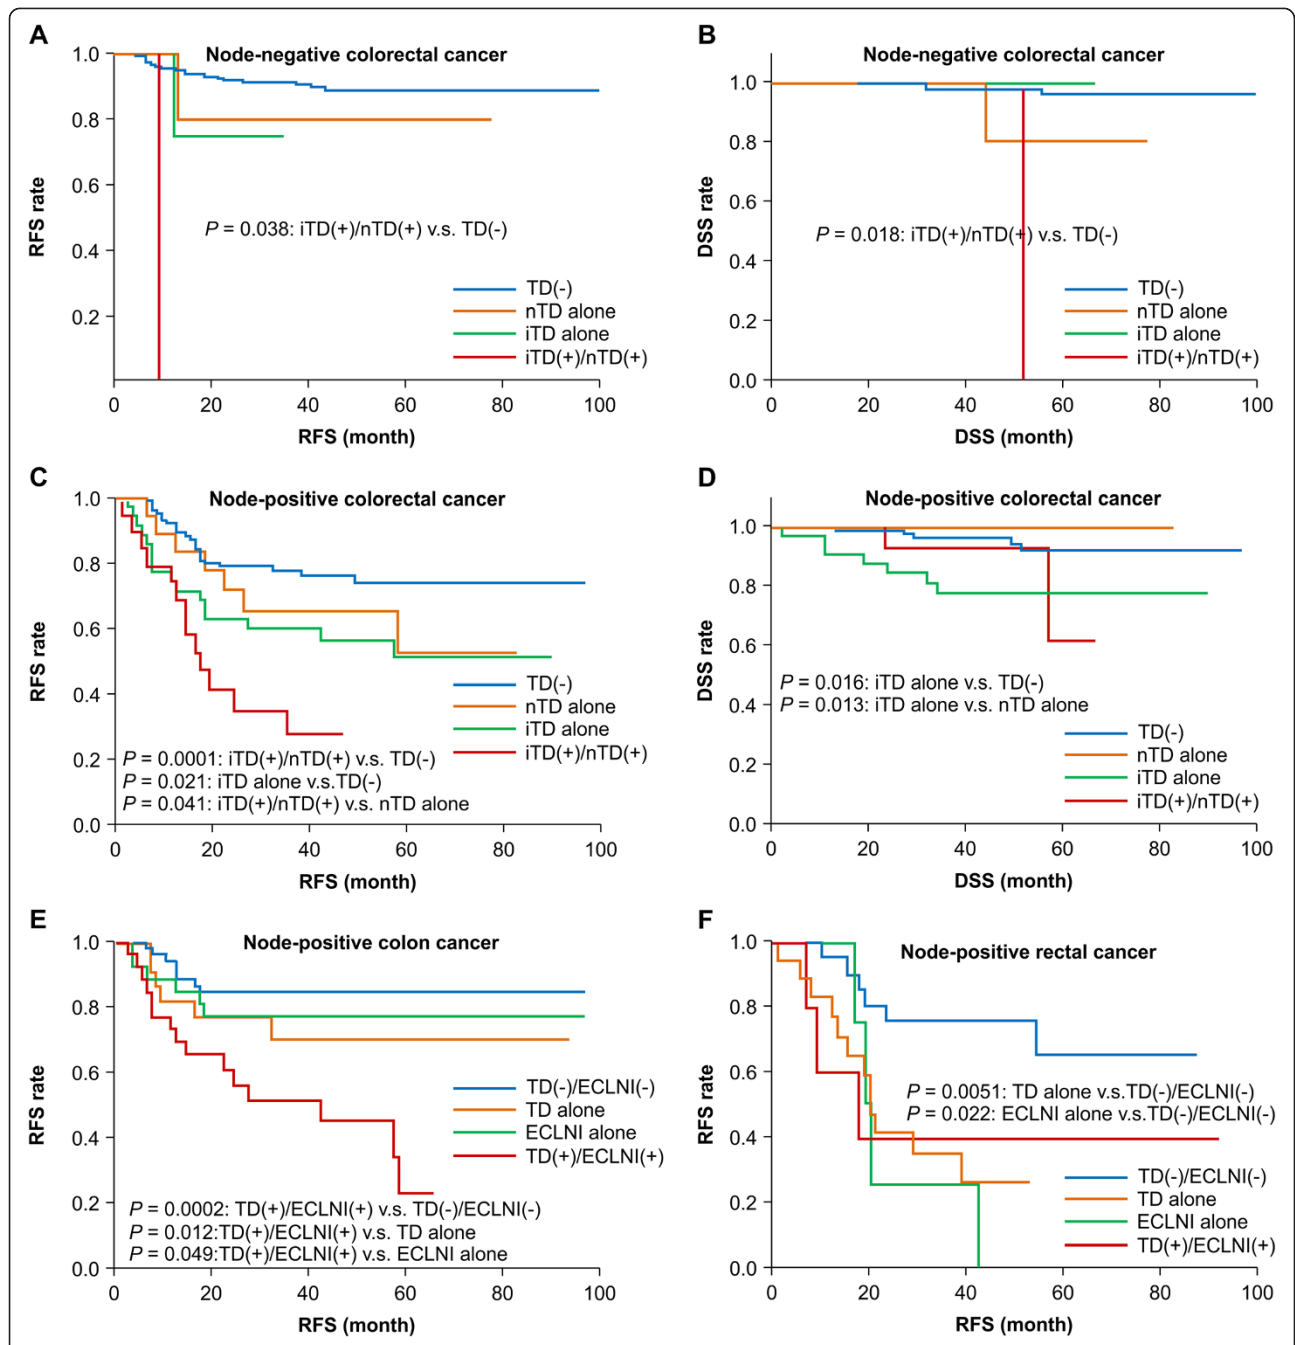 A
Node-negative colorectal cancer
1.0
0.8
0.6
0.4
0.2
RFS rate
P = 0.038: iTD(+)/nTD(+) v.s. TD(-)
TD(-)
nTD alone
iTD alone
iTD(+)/nTD(+)
0 20 40 60 80 100
RFS (month)
B
Node-negative colorectal cancer
1.0
0.8
0.6
0.4
0.2
0.0
DSS rate
P = 0.018: iTD(+)/nTD(+) v.s. TD(-)
TD(-)
nTD alone
iTD alone
iTD(+)/nTD(+)
0 20 40 60 80 100
DSS (month)
C
Node-positive colorectal cancer
1.0
0.8
0.6
0.4
0.2
0.0
RFS rate
TD(-)
nTD alone
iTD alone
iTD(+)/nTD(+)
P = 0.0001: iTD(+)/nTD(+) v.s. TD(-)
P = 0.021: iTD alone v.s.TD(-)
P = 0.041: iTD(+)/nTD(+) v.s. nTD alone
0 20 40 60 80 100
RFS (month)
D
Node-positive colorectal cancer
1.0
0.8
0.6
0.4
0.2
0.0
DSS rate
P = 0.016: iTD alone v.s. TD(-)
P = 0.013: iTD alone v.s. nTD alone
TD(-)
nTD alone
iTD alone
iTD(+)/nTD(+)
0 20 40 60 80 100
DSS (month)
E
Node-positive colon cancer
1.0
0.8
0.6
0.4
0.2
0.0
RFS rate
TD(-)/ECLNI(-)
TD alone
ECLNI alone
TD(+)/ECLNI(+)
P = 0.0002: TD(+)/ECLNI(+) v.s. TD(-)/ECLNI(-)
P = 0.012:TD(+)/ECLNI(+) v.s. TD alone
P = 0.049:TD(+)/ECLNI(+) v.s. ECLNI alone
0 20 40 60 80 100
RFS (month)
F
Node-positive rectal cancer
1.0
0.8
0.6
0.4
0.2
0.0
RFS rate
P = 0.0051: TD alone v.s.TD(-)/ECLNI(-)
P = 0.022: ECLNI alone v.s.TD(-)/ECLNI(-)
TD(-)/ECLNI(-)
TD alone
ECLNI alone
TD(+)/ECLNI(+)
0 20 40 60 80 100
RFS (month)